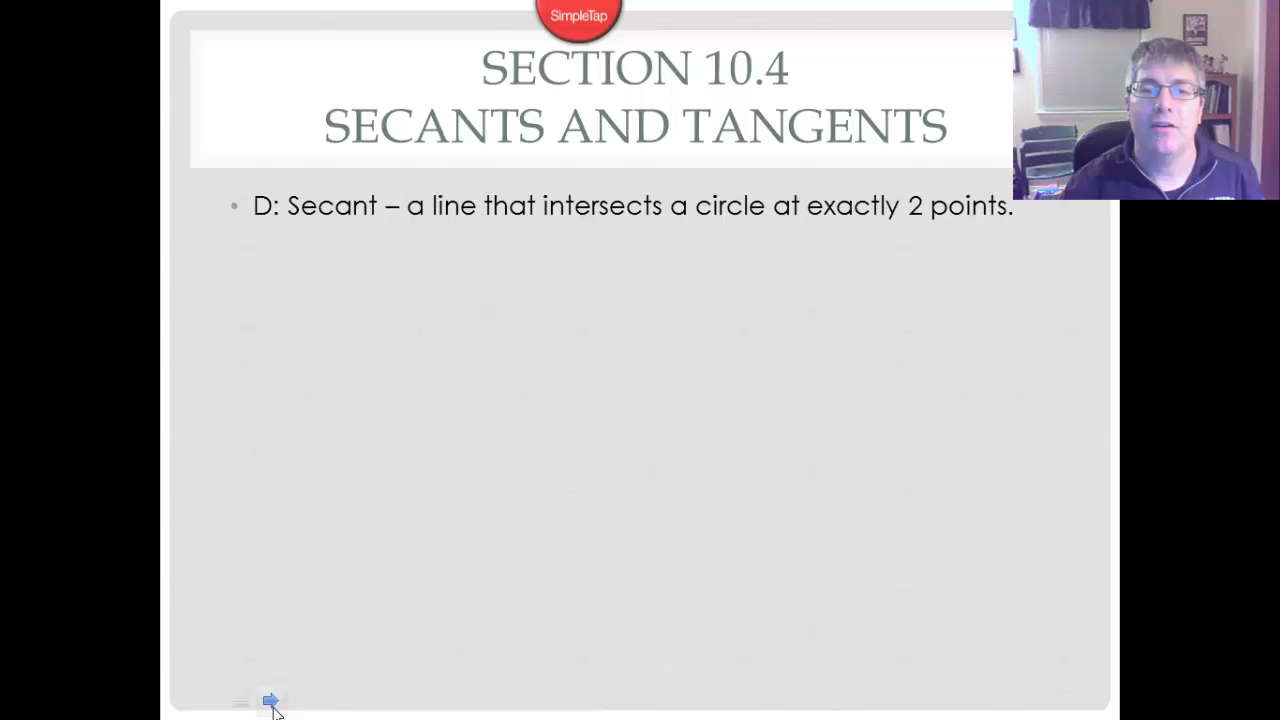 SimpleTap
SECTION 10.4
SECANTS AND TANGENTS
• D: Secant – a line that intersects a circle at exactly 2 points.